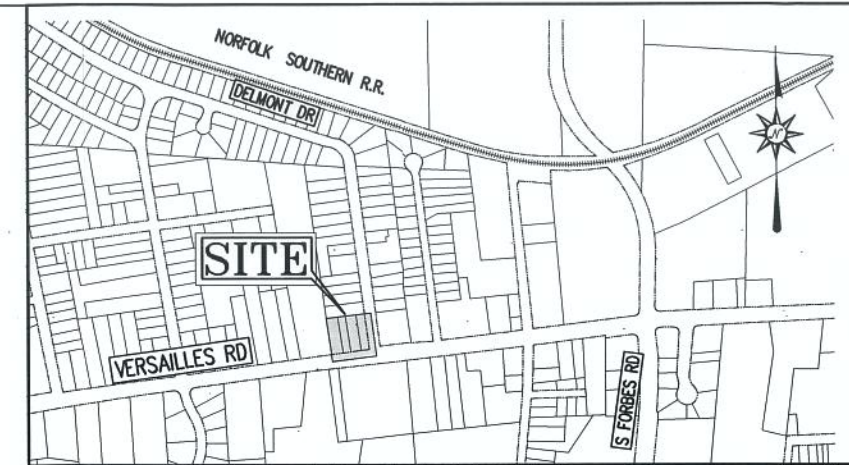 NORFOLK SOUTHERN R.R.
DELMONT DR
N
SITE
VERSAILLES RD
S FORBES RD